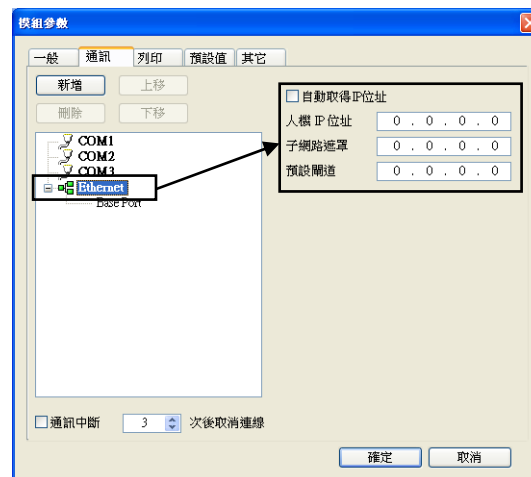 模組參數
一般 通訊 列印 預設值 其它
新增 上移
刪除 下移
COM1
COM2
COM3
Ethernet
Base Port
自動取得IP位址
人機 IP 位址 0 . 0 . 0 . 0
子網路遮罩 0 . 0 . 0 . 0
預設閘道 0 . 0 . 0 . 0
通訊中斷 3 次後取消連線
確定 取消